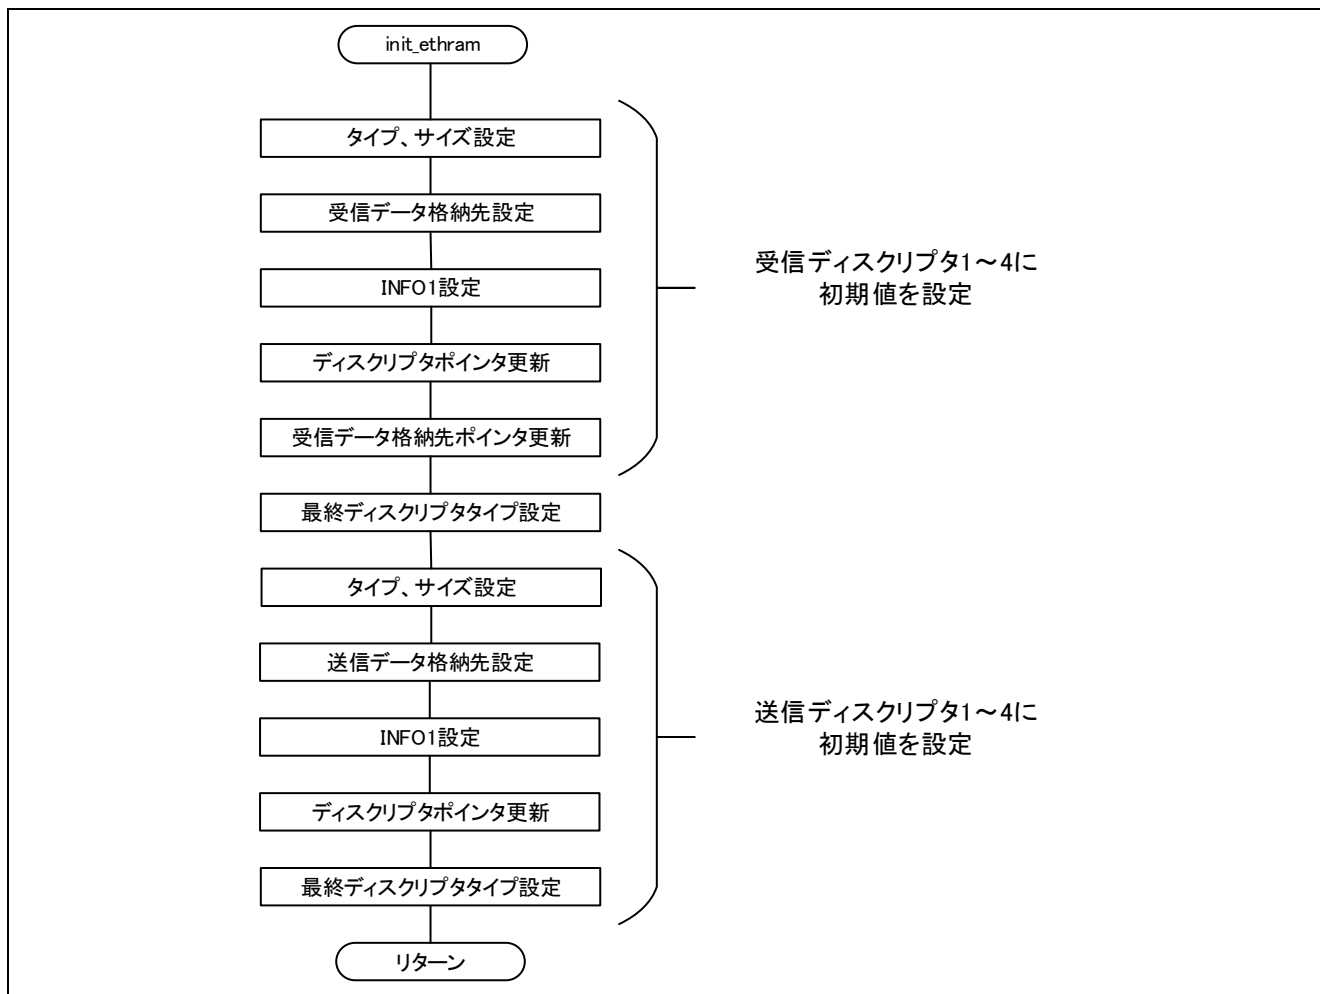 init_ethram
タイプ、サイズ設定
受信データ格納先設定
INFO1設定
ディスクリプタポインタ更新
受信データ格納先ポインタ更新
受信ディスクリプタ1～4に
初期値を設定
最終ディスクリプタタイプ設定
タイプ、サイズ設定
送信データ格納先設定
INFO1設定
ディスクリプタポインタ更新
最終ディスクリプタタイプ設定
送信ディスクリプタ1～4に
初期値を設定
リターン